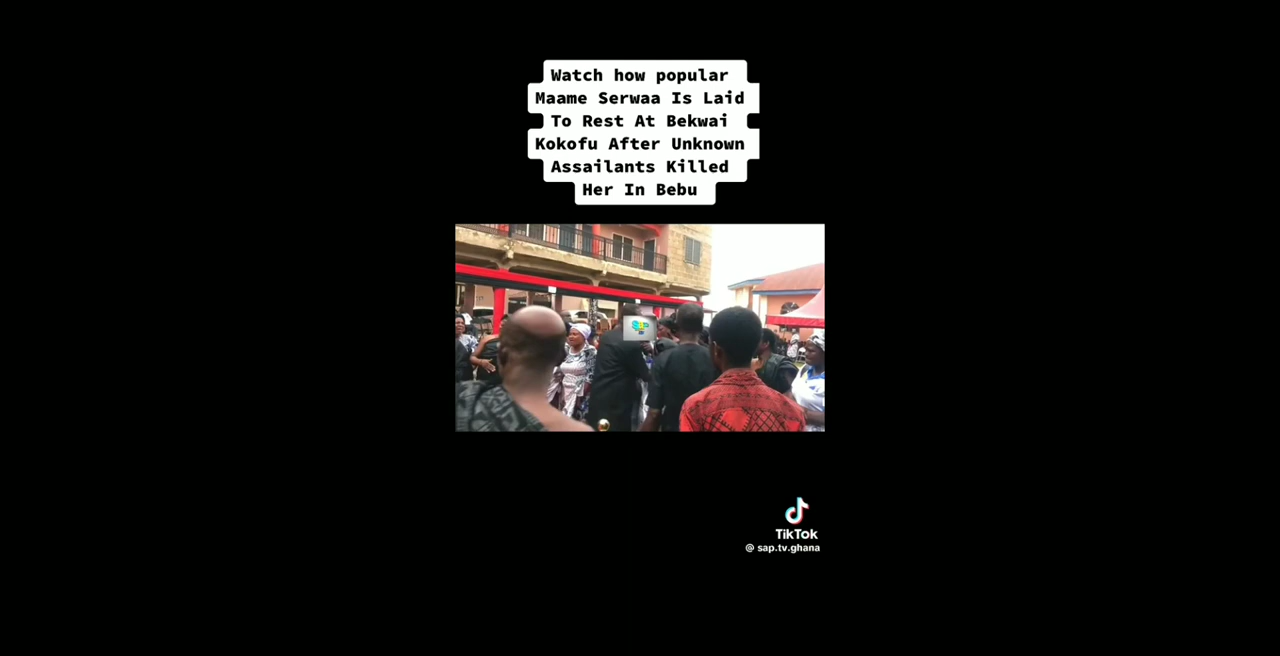 Watch how popular
Maame Serwaa Is Laid
To Rest At Bekwai
Kokofu After Unknown
Assailants Killed
Her In Bebu
TikTok
@ sap.tv.ghana